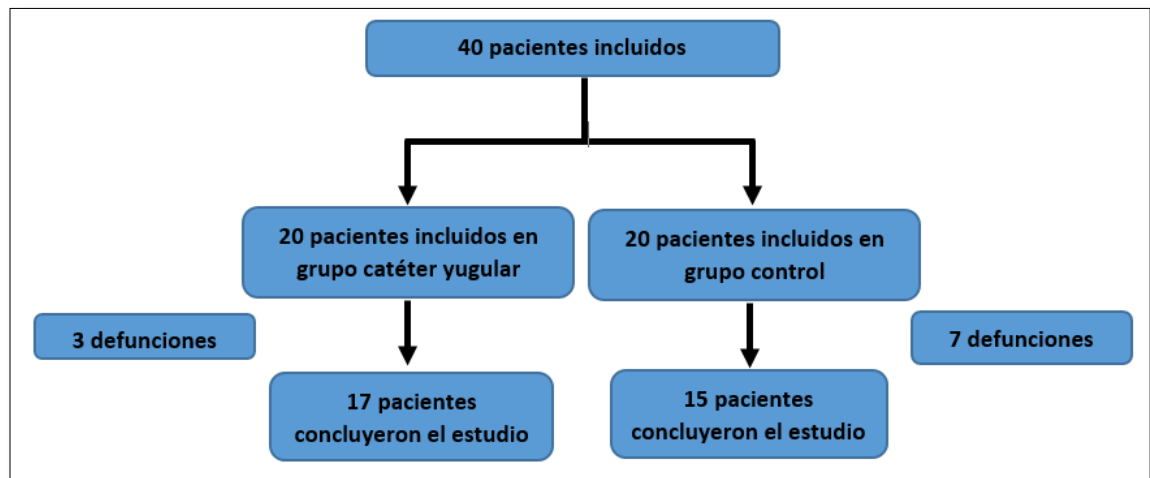 40 pacientes incluidos
20 pacientes incluidos en
grupo catéter yugular
20 pacientes incluidos en
grupo control
3 defunciones
7 defunciones
17 pacientes
concluyeron el estudio
15 pacientes
concluyeron el estudio